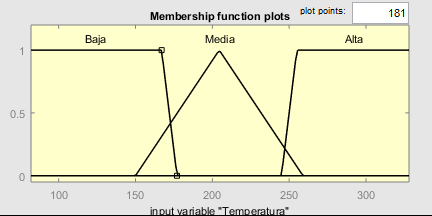 Membership function plots
plot points: 181
Baja Media Alta
1
0.5
0
100 150 200 250 300
input variable "Temperatura"